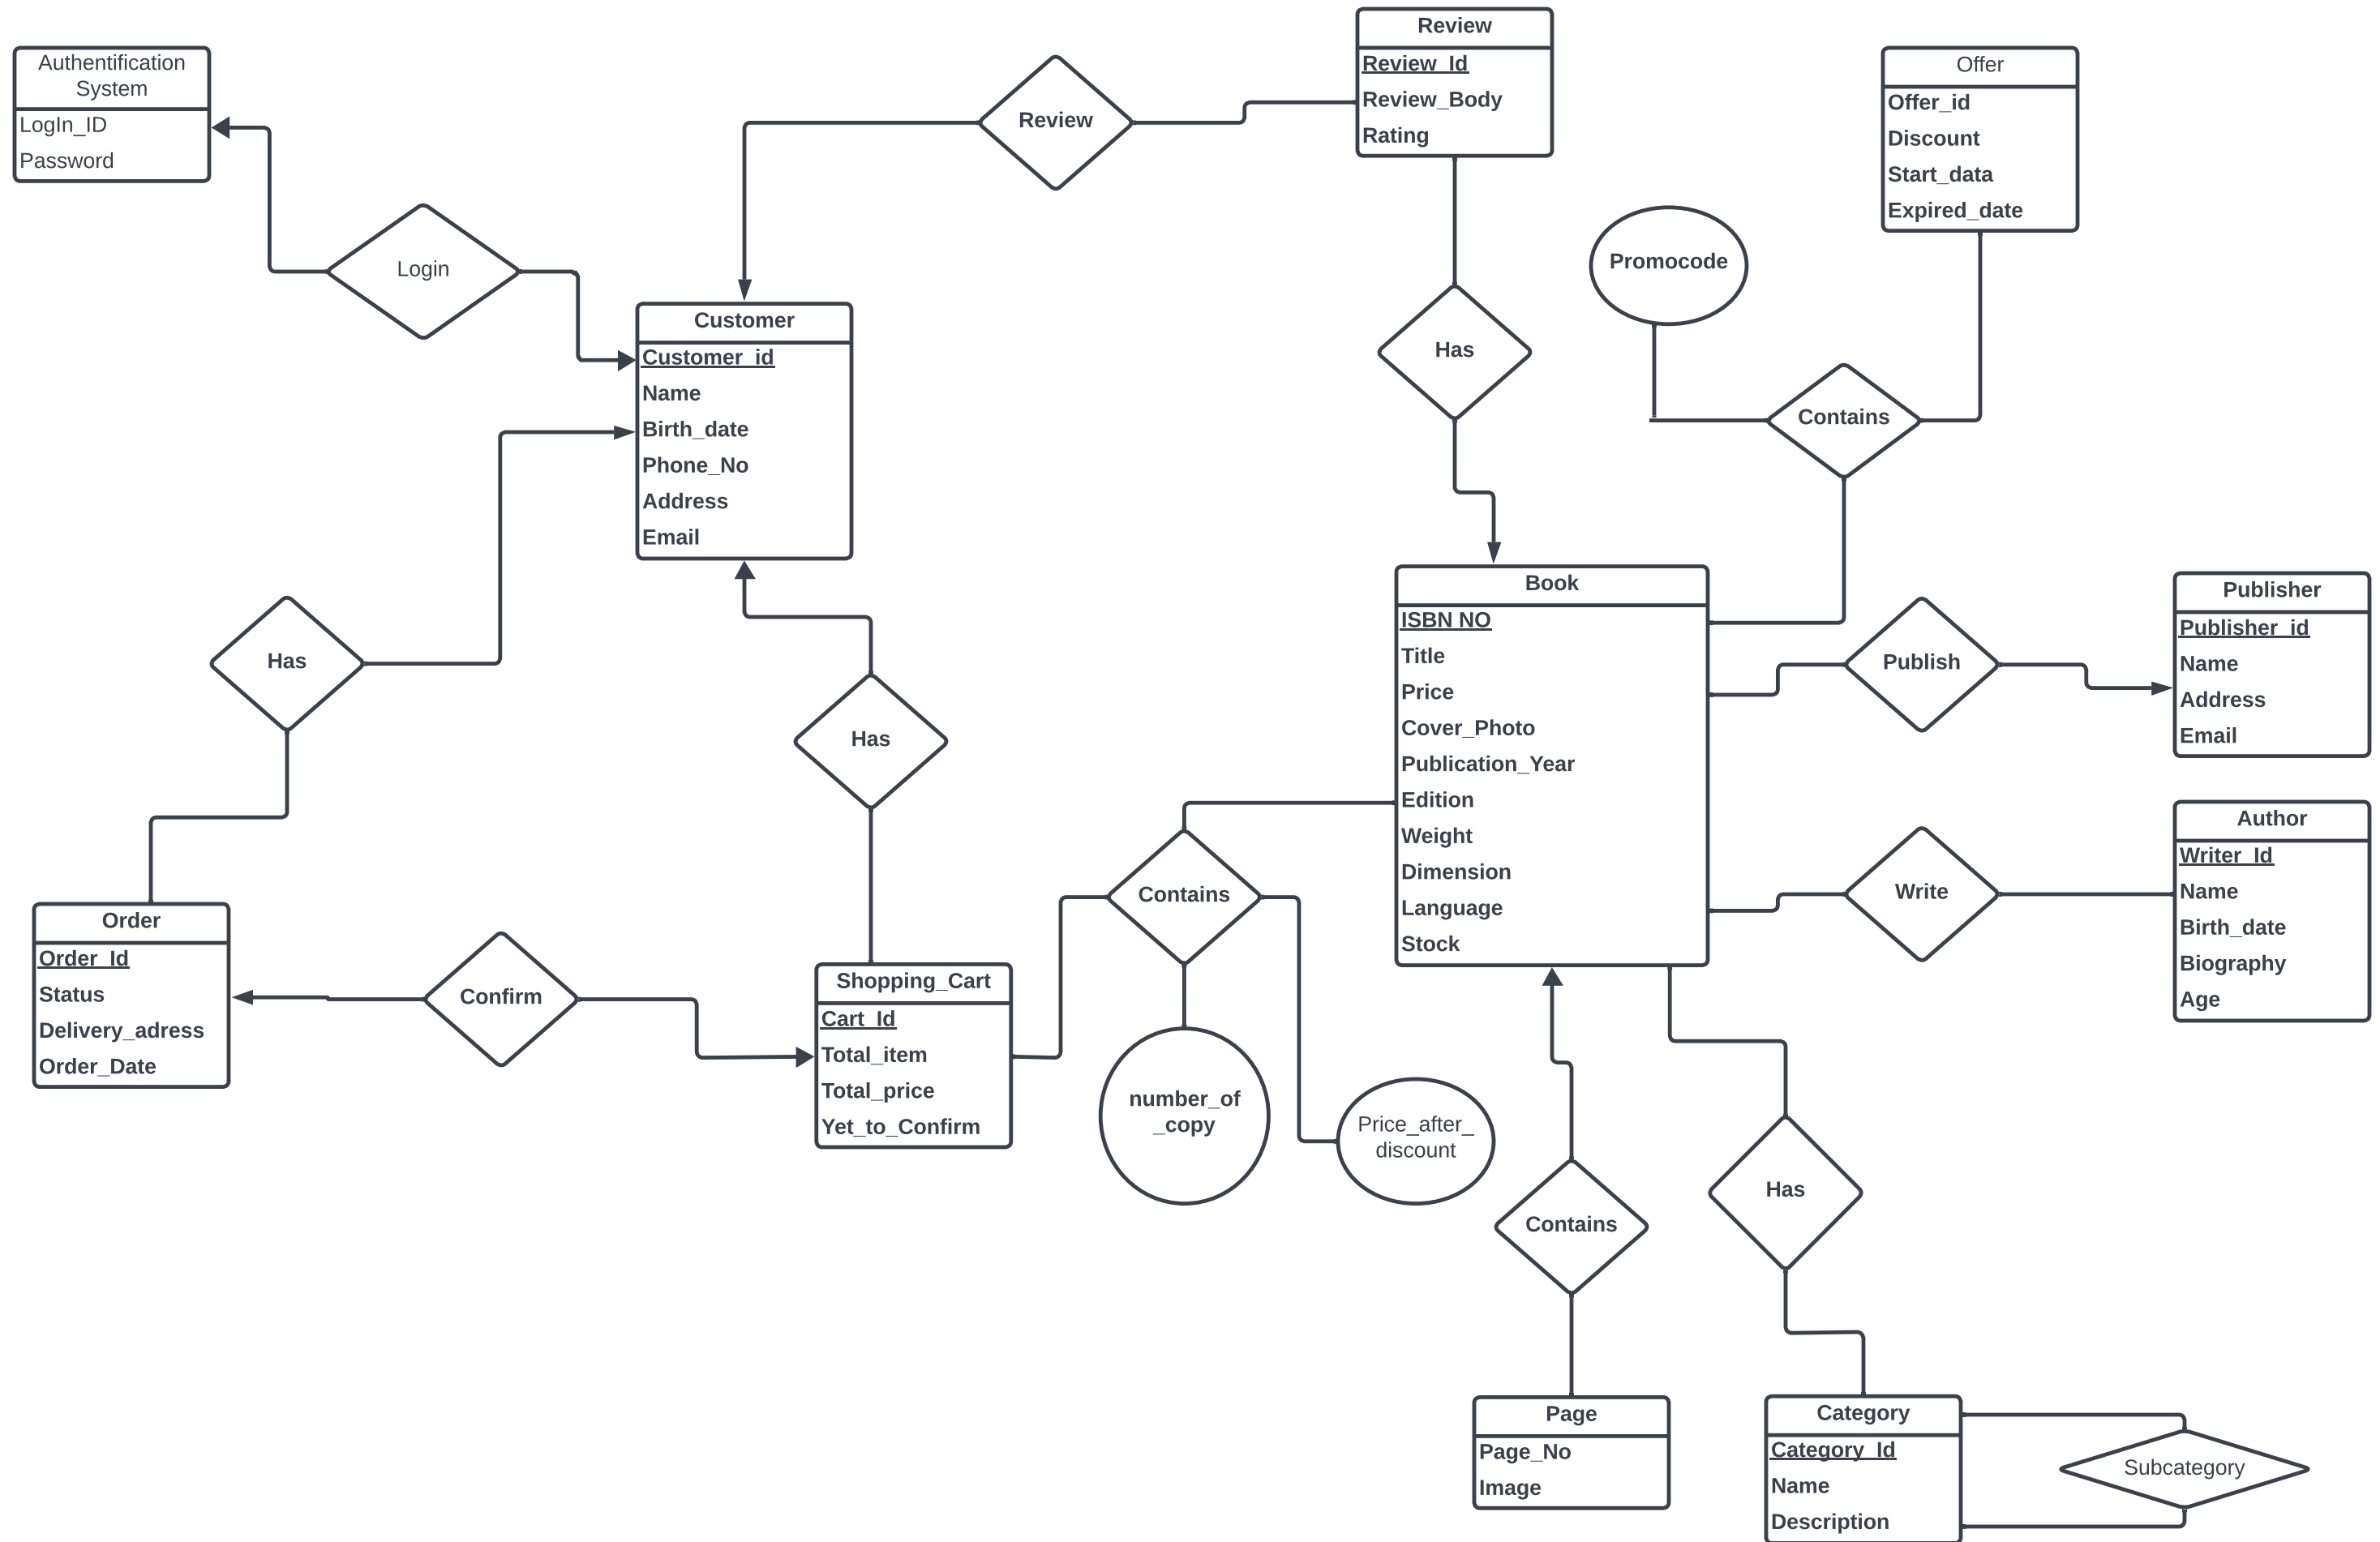 Authentification
System
LogIn_ID
Password
Login
Review
Review
Review_Id
Review_Body
Rating
Offer
Offer_id
Discount
Start_data
Expired_date
Promocode
Has
Contains
Customer
Customer_id
Name
Birth_date
Phone_No
Address
Email
Has
Has
Book
ISBN NO
Title
Price
Cover_Photo
Publication_Year
Edition
Weight
Dimension
Language
Stock
Publish
Publisher
Publisher_id
Name
Address
Email
Write
Author
Writer_Id
Name
Birth_date
Biography
Age
Order
Order_Id
Status
Delivery_adress
Order_Date
Confirm
Shopping_Cart
Cart_Id
Total_item
Total_price
Yet_to_Confirm
Contains
number_of
_copy
Price_after_
discount
Contains
Has
Page
Page_No
Image
Category
Category_Id
Name
Description
Subcategory